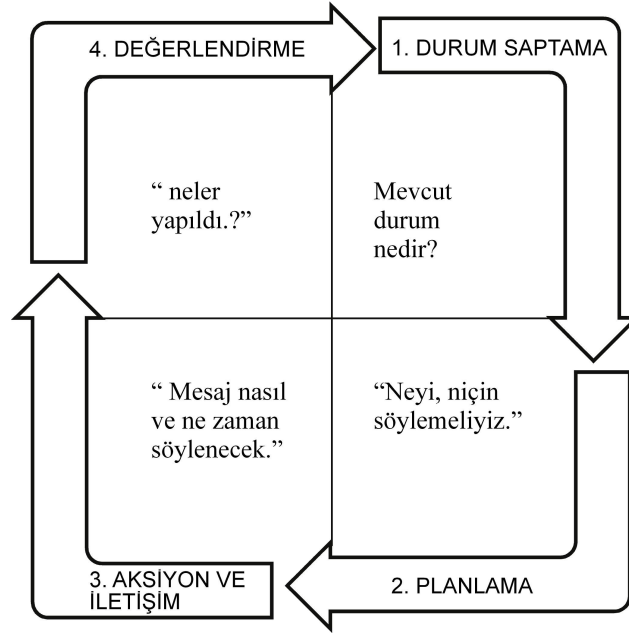 4. DEĞERLENDİRME
1. DURUM SAPTAMA
“ neler
yapıldı.?”
Mevcut
durum
nedir?
“ Mesaj nasıl
ve ne zaman
söylenecek.”
“Neyi, niçin
söylemeliyiz.”
3. AKSİYON VE
İLETİŞİM
2. PLANLAMA